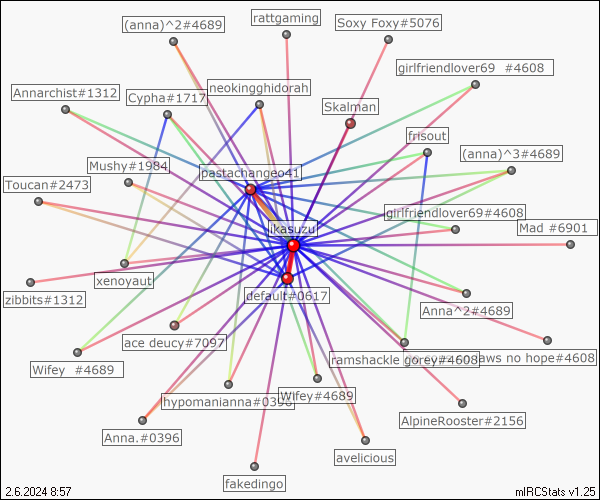 rattgaming
(anna)^2#4689
Soxy Foxy#5076
girlfriendlover69 #4608
neokingghidorah
Annarchist#1312
Cypha#1717
Skalman
frisout
(anna)^3#4689
Mushy#1984
pastachangeo41
Toucan#2473
girlfriendlover69#4608
Mad #6901
ikasuzu
xenoyaut
zibbits#1312
default#0617
Anna^2#4689
ace deucy#7097
ramshackle gorey#4608
aws no hope#4608
Wifey #4689
hypomanianna#0396
Wifey#4689
AlpineRooster#2156
Anna.#0396
avelicious
fakedingo
2.6.2024 8:57
mIRCStats v1.25